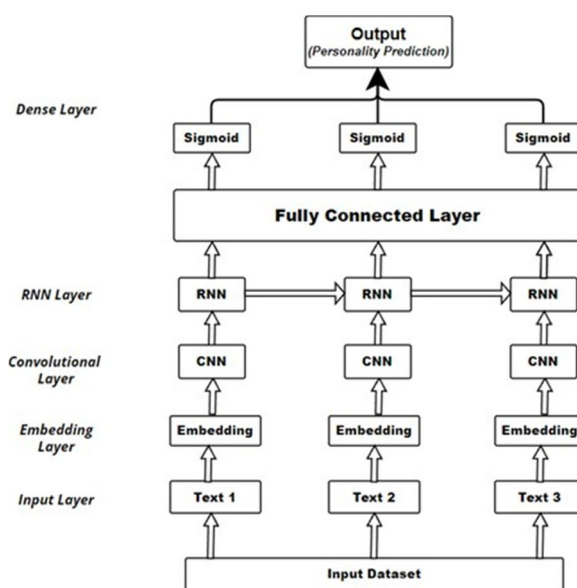 Output
(Personality Prediction)
Dense Layer
Sigmoid Sigmoid Sigmoid
Fully Connected Layer
RNN Layer
RNN RNN RNN
Convolutional
Layer
CNN CNN CNN
Embedding
Layer
Embedding Embedding Embedding
Input Layer
Text 1 Text 2 Text 3
Input Dataset